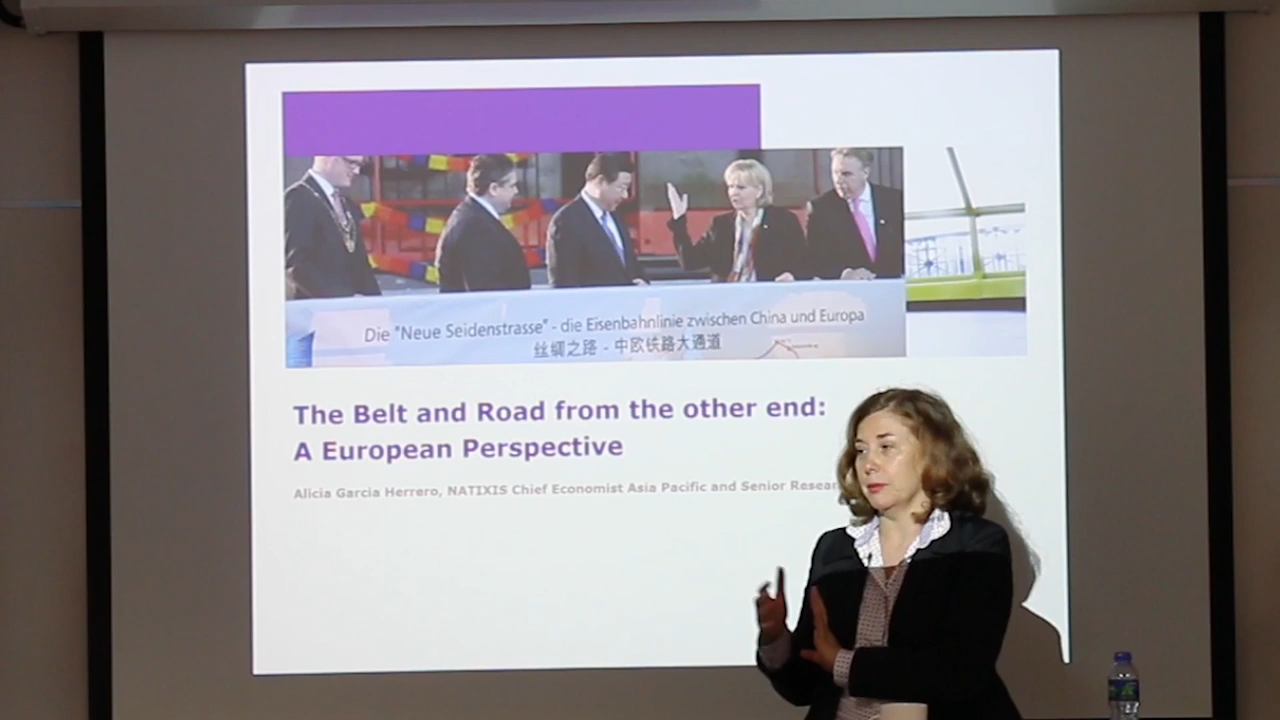 Die "Neue Seidenstrasse" - die Eisenbahnlinie zwischen China und Europa
丝绸之路 - 中欧铁路大通道
The Belt and Road from the other end:
A European Perspective
Alicia Garcia Herrero, NATIXIS Chief Economist Asia Pacific and Senior